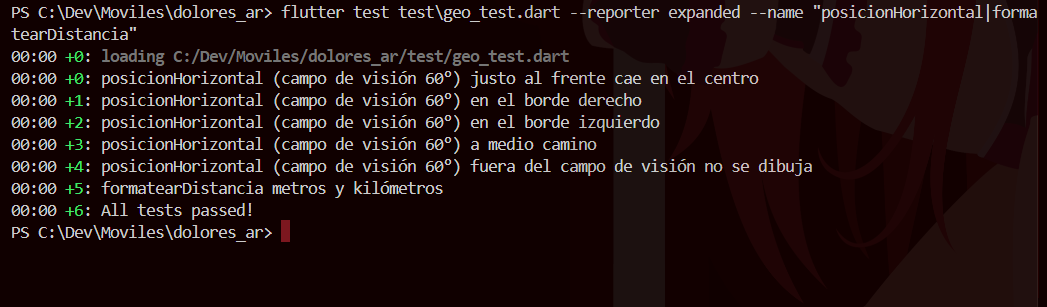 PS C:\Dev\Moviles\dolores_ar> flutter test test\geo_test.dart --reporter expanded --name "posicionHorizontal|forma
tearDistancia"
00:00 +0: loading C:/Dev/Moviles/dolores_ar/test/geo_test.dart
00:00 +0: posicionHorizontal (campo de visión 60°) justo al frente cae en el centro
00:00 +1: posicionHorizontal (campo de visión 60°) en el borde derecho
00:00 +2: posicionHorizontal (campo de visión 60°) en el borde izquierdo
00:00 +3: posicionHorizontal (campo de visión 60°) a medio camino
00:00 +4: posicionHorizontal (campo de visión 60°) fuera del campo de visión no se dibuja
00:00 +5: formatearDistancia metros y kilómetros
00:00 +6: All tests passed!
PS C:\Dev\Moviles\dolores_ar>